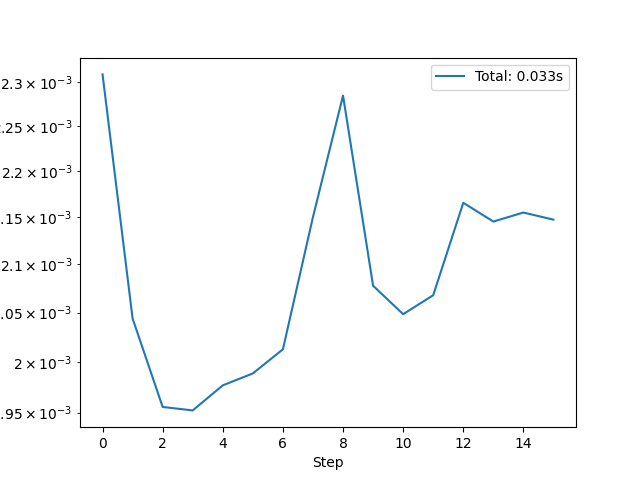 Total: 0.033s
2.3 × 10⁻³
.25 × 10⁻³
2.2 × 10⁻³
.15 × 10⁻³
2.1 × 10⁻³
.05 × 10⁻³
2 × 10⁻³
.95 × 10⁻³
0 2 4 6 8 10 12 14
Step